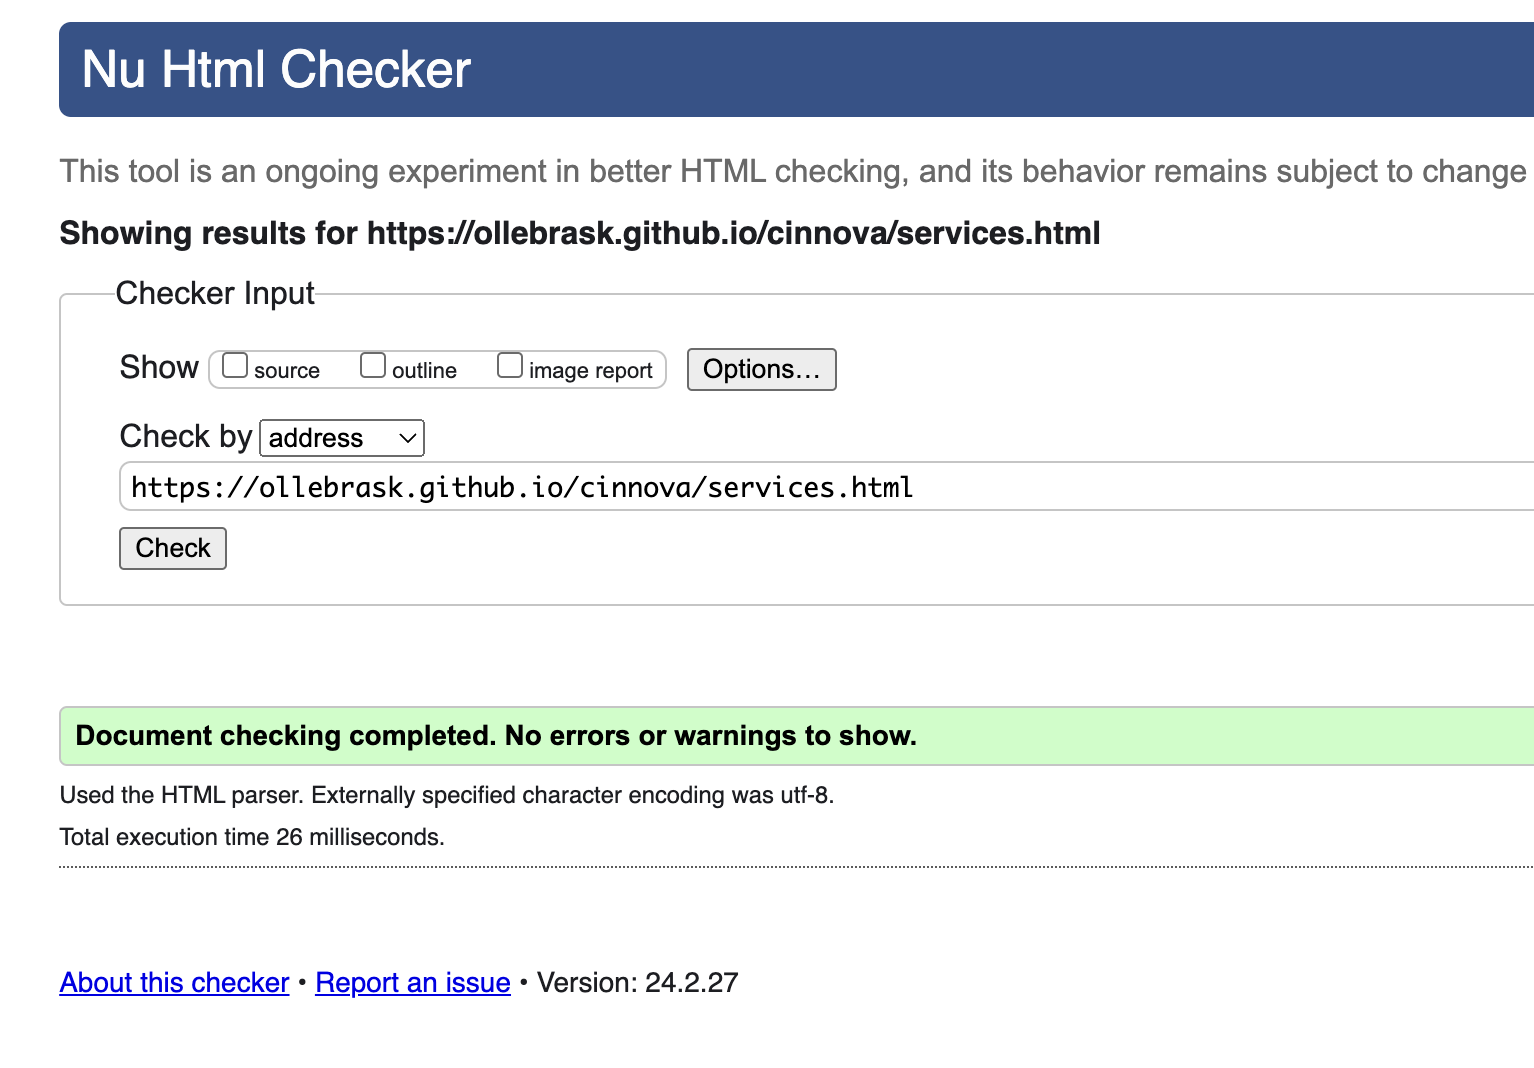 Nu Html Checker
This tool is an ongoing experiment in better HTML checking, and its behavior remains subject to change
Showing results for https://ollebrask.github.io/cinnova/services.html
Checker Input
Show source outline image report Options…
Check by address
https://ollebrask.github.io/cinnova/services.html
Check
Document checking completed. No errors or warnings to show.
Used the HTML parser. Externally specified character encoding was utf-8.
Total execution time 26 milliseconds.
About this checker • Report an issue • Version: 24.2.27